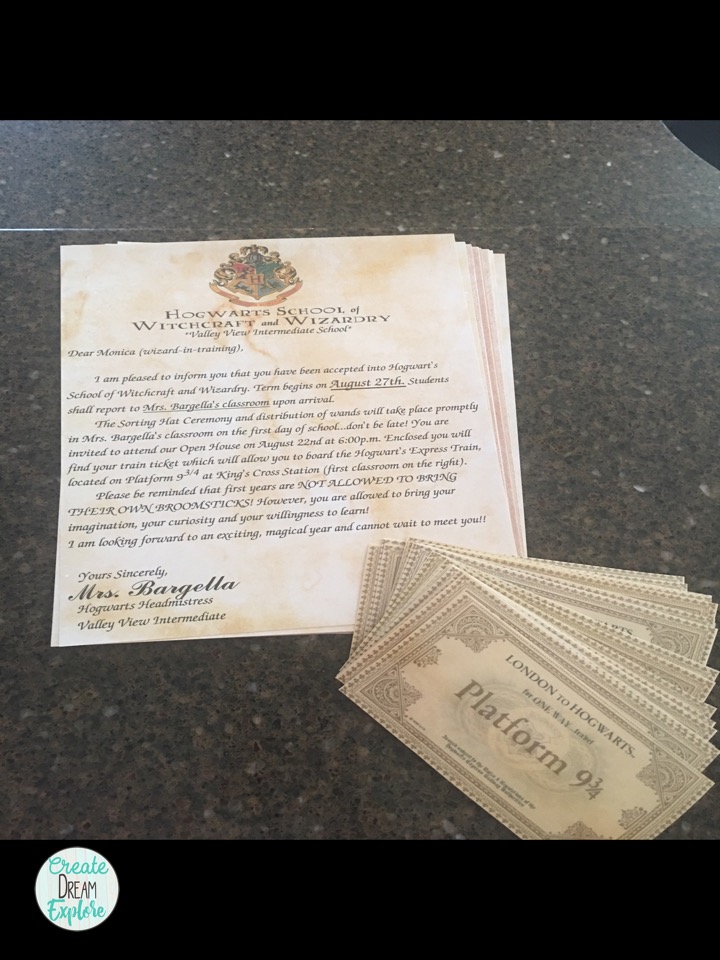 HOGWARTS SCHOOL of
WITCHCRAFT and WIZARDRY
*Valley View Intermediate School*
Dear Monica (wizard-in-training),
I am pleased to inform you that you have been accepted into Hogwart's
School of Witchcraft and Wizardry. Term begins on August 27th. Students
shall report to Mrs. Bargella's classroom upon arrival.
The Sorting Hat Ceremony and distribution of wands will take place promptly
in Mrs. Bargella's classroom on the first day of school...don't be late! You are
invited to attend our Open House on August 22nd at 6:00p.m. Enclosed you will
find your train ticket which will allow you to board the Hogwart's Express Train,
located on Platform 9 3/4 at King's Cross Station (first classroom on the right).
Please be reminded that first years are NOT ALLOWED TO BRING
THEIR OWN BROOMSTICKS! However, you are allowed to bring your
imagination, your curiosity and your willingness to learn!
I am looking forward to an exciting, magical year and cannot wait to meet you!!
Yours Sincerely,
Mrs. Bargella
Hogwarts Headmistress
Valley View Intermediate
LONDON to HOGWARTS
for ONE WAY travel
Platform 9¾
Create
DREAM
Explore